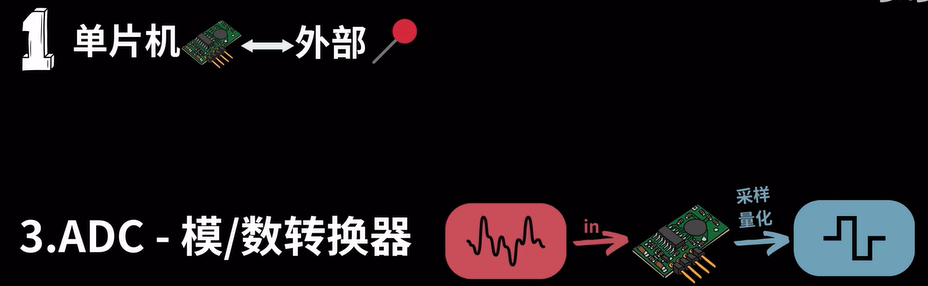 1 单片机 外部
采样
量化
3.ADC - 模/数转换器 in